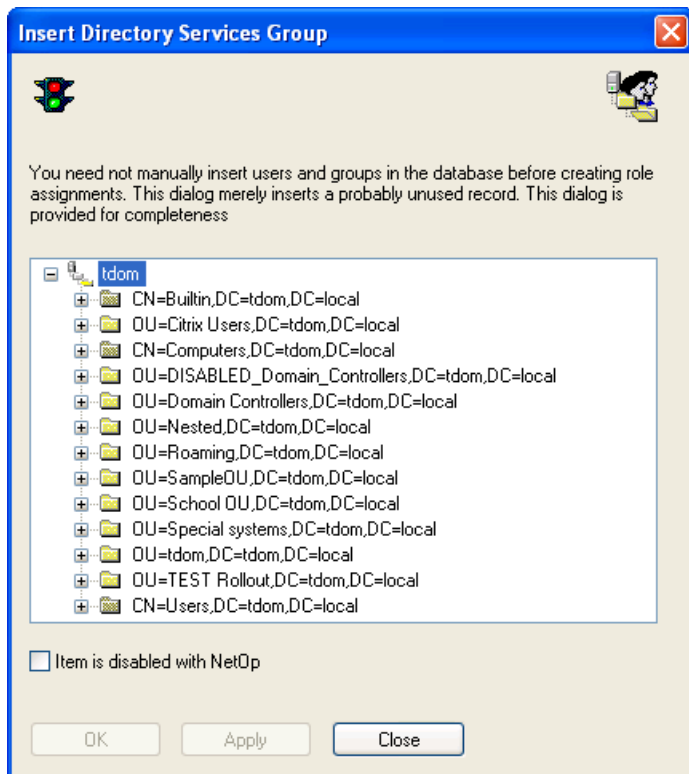 Insert Directory Services Group
You need not manually insert users and groups in the database before creating role
assignments. This dialog merely inserts a probably unused record. This dialog is
provided for completeness
tdom
CN=Builtin,DC=tdom,DC=local
OU=Citrix Users,DC=tdom,DC=local
CN=Computers,DC=tdom,DC=local
OU=DISABLED_Domain_Controllers,DC=tdom,DC=local
OU=Domain Controllers,DC=tdom,DC=local
OU=Nested,DC=tdom,DC=local
OU=Roaming,DC=tdom,DC=local
OU=SampleOU,DC=tdom,DC=local
OU=School OU,DC=tdom,DC=local
OU=Special systems,DC=tdom,DC=local
OU=tdom,DC=tdom,DC=local
OU=TEST Rollout,DC=tdom,DC=local
CN=Users,DC=tdom,DC=local
Item is disabled with NetOp
OK Apply Close